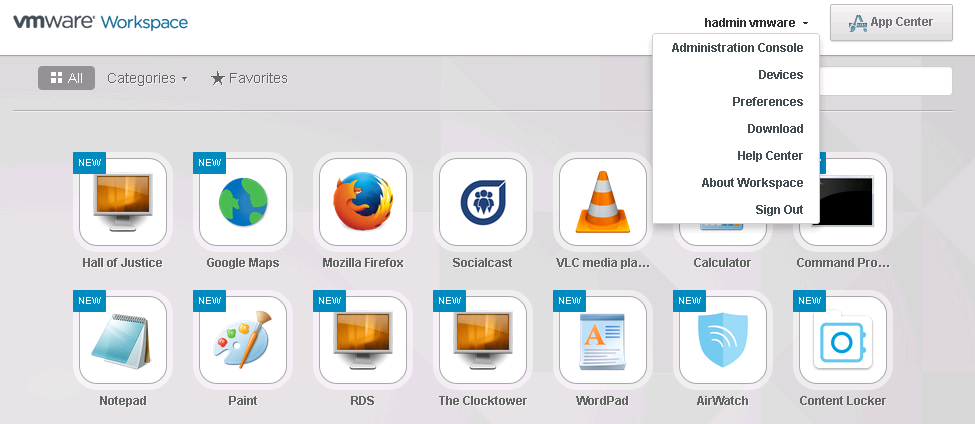 vmware Workspace
hadmin vmware
App Center
Administration Console
Devices
Preferences
Download
Help Center
About Workspace
Sign Out
All Categories Favorites
NEW NEW
Hall of Justice Google Maps Mozilla Firefox Socialcast VLC media pla... Calculator Command Pro...
NEW NEW NEW NEW NEW NEW NEW
A
Notepad Paint RDS The Clocktower WordPad AirWatch Content Locker